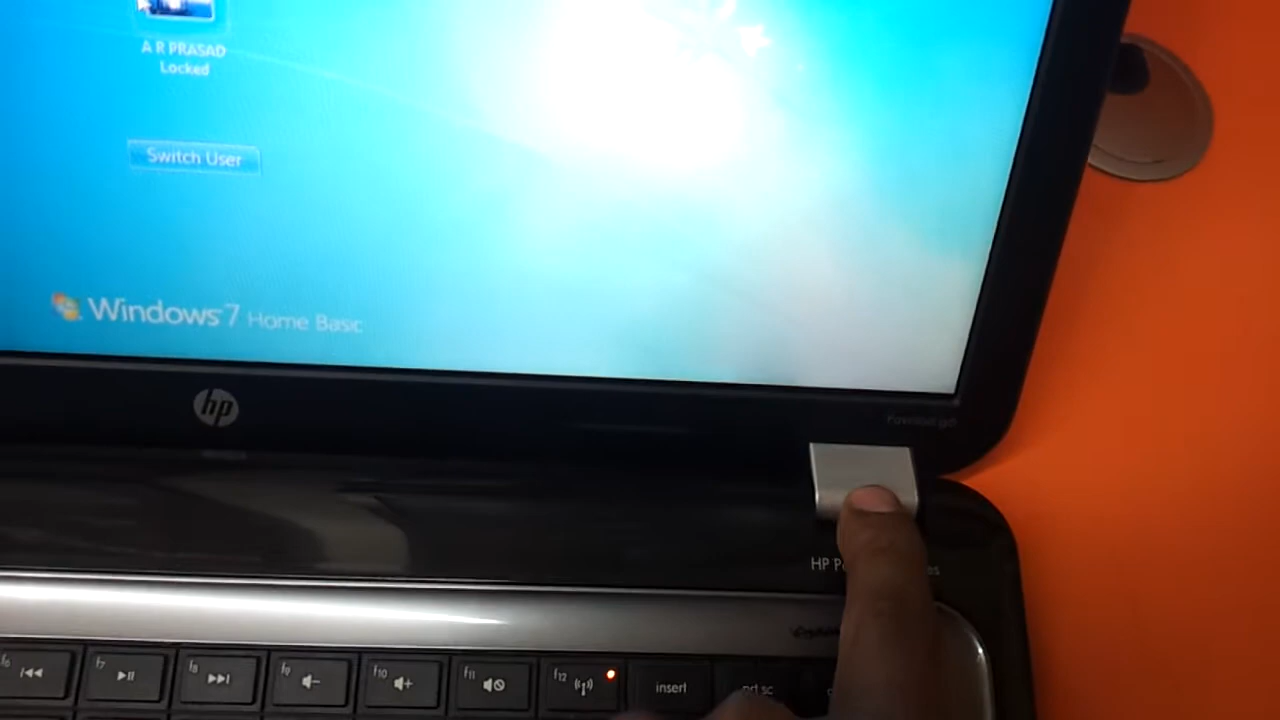 A R PRASAD
Locked
Switch User
Windows 7 Home Basic
hp
HP
f6
f7
f8
f9
f10
f11
f12
insert
prt sc